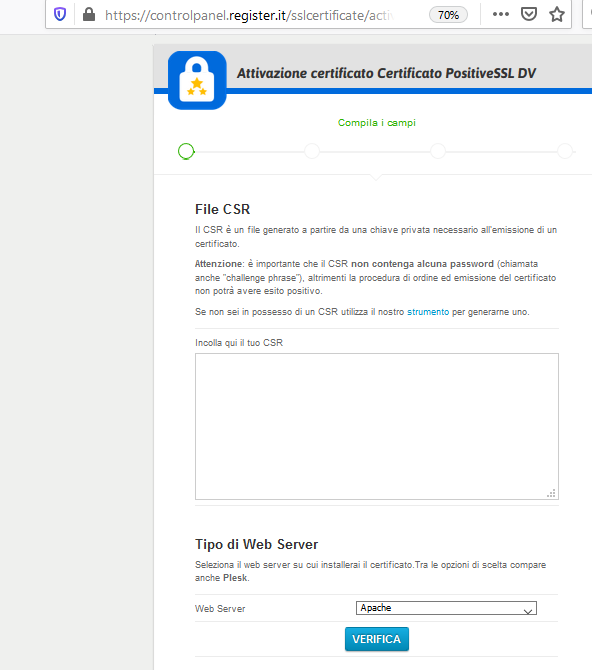 https://controlpanel.register.it/sslcertificate/acti
70%
Attivazione certificato Certificato PositiveSSL DV
Compila i campi
File CSR
Il CSR è un file generato a partire da una chiave privata necessario all'emissione di un
certificato.
Attenzione: è importante che il CSR non contenga alcuna password (chiamata
anche "challenge phrase"), altrimenti la procedura di ordine ed emissione del certificato
non potrà avere esito positivo.
Se non sei in possesso di un CSR utilizza il nostro strumento per generarne uno.
Incolla qui il tuo CSR
Tipo di Web Server
Seleziona il web server su cui installerai il certificato.Tra le opzioni di scelta compare
anche Plesk.
Web Server
Apache
VERIFICA